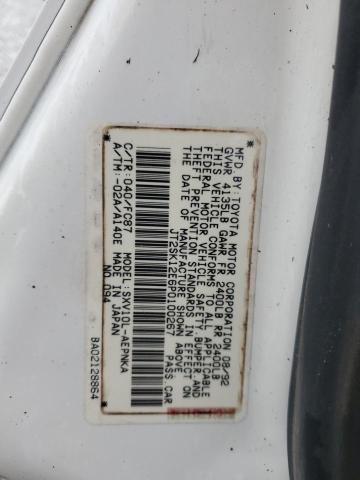 MFD BY: TOYOTA MOTOR CORPORATION 08/92
GVWR 4135LB GAWR FR 2400LB RR 2400LB
THIS VEHICLE CONFORMS TO ALL APPLICABLE
FEDERAL MOTOR VEHICLE SAFETY, BUMPER, AND
THEFT PREVENTION STANDARDS IN EFFECT ON
THE DATE OF MANUFACTURE SHOWN ABOVE.
JT2SK12E6P0100267 PASS.CAR
C/TR: 040/FC87 MODEL: SXV10L-AEPNKA
A/TM: -02A/A140E MADE IN JAPAN
NO. 094
BA02128864